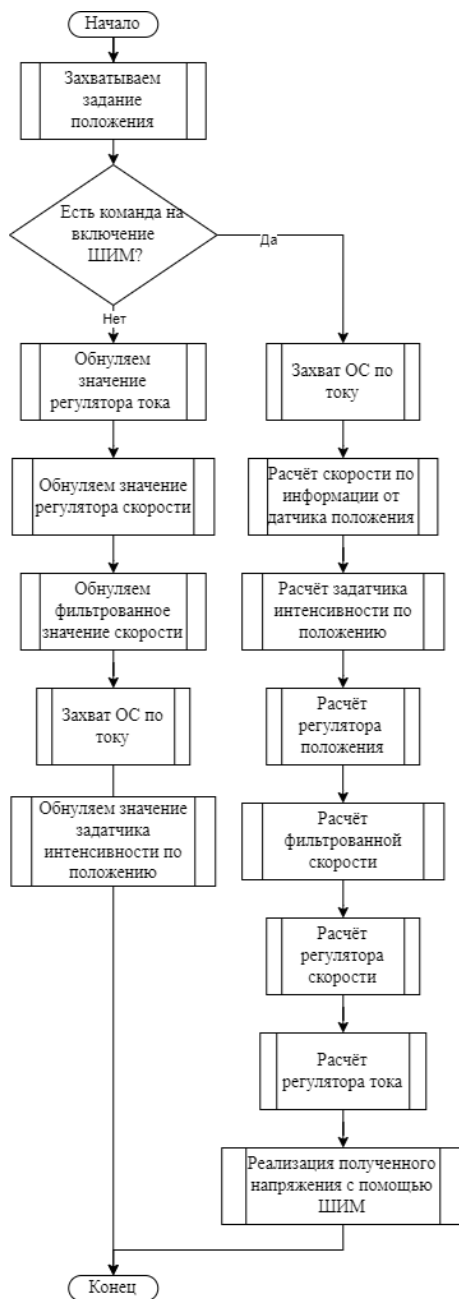 Начало
Захватываем
задание
положения
Есть команда на
включение
ШИМ?
Да
Нет
Обнуляем
значение
регулятора тока
Обнуляем значение
регулятора скорости
Обнуляем
фильтрованное
значение скорости
Захват ОС по
току
Обнуляем значение
задатчика
интенсивности по
положению
Захват ОС по
току
Расчёт скорости по
информации от
датчика положения
Расчёт задатчика
интенсивности по
положению
Расчёт
регулятора
положения
Расчёт
фильтрованной
скорости
Расчёт
регулятора
скорости
Расчёт
регулятора тока
Реализация полученного
напряжения с помощью
ШИМ
Конец